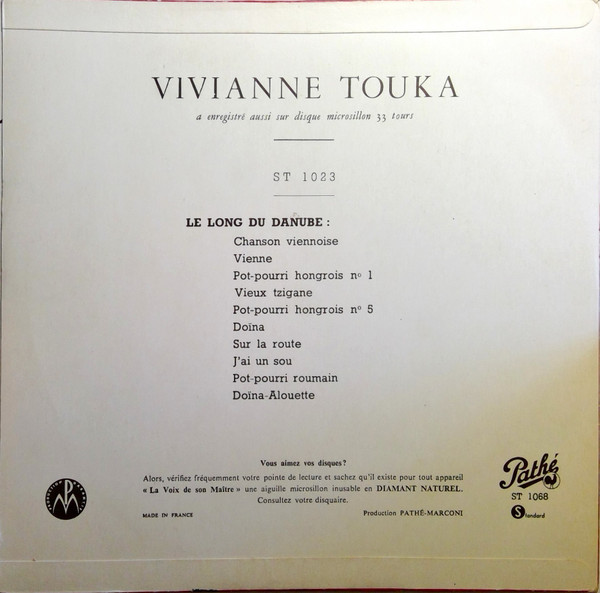 VIVIANNE TOUKA
a enregistré aussi sur disque microsillon 33 tours
ST 1023
LE LONG DU DANUBE :
Chanson viennoise
Vienne
Pot-pourri hongrois nº 1
Vieux tzigane
Pot-pourri hongrois nº 5
Doïna
Sur la route
J'ai un sou
Pot-pourri roumain
Doïna-Alouette
Vous aimez vos disques ?
Alors, vérifiez fréquemment votre pointe de lecture et sachez qu'il existe pour tout appareil
« La Voix de son Maître » une aiguille microsillon inusable en DIAMANT NATUREL.
Consultez votre disquaire.
MADE IN FRANCE
Production PATHÉ-MARCONI
Pathé
ST 1068
Standard